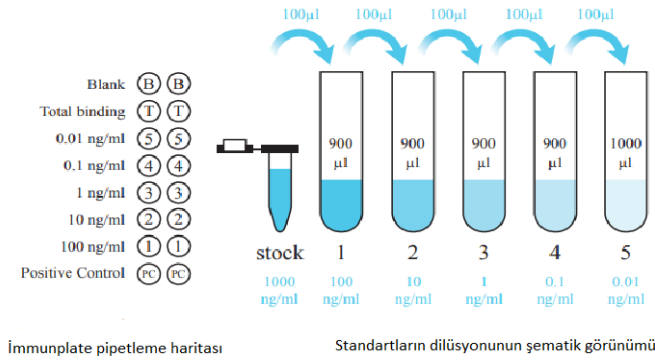 100µl 100µl 100µl 100µl 100µl
Blank B B
Total binding T T
0.01 ng/ml 5 5
0.1 ng/ml 4 4
1 ng/ml 3 3
10 ng/ml 2 2
100 ng/ml 1 1
Positive Control PC PC
900 900 900 900 1000
µl µl µl µl µl
stock 1 2 3 4 5
1000 100 10 1 0.1 0.01
ng/ml ng/ml ng/ml ng/ml ng/ml ng/ml
İmmunplate pipetleme haritası
Standartların dilüsyonunun şematik görünümü